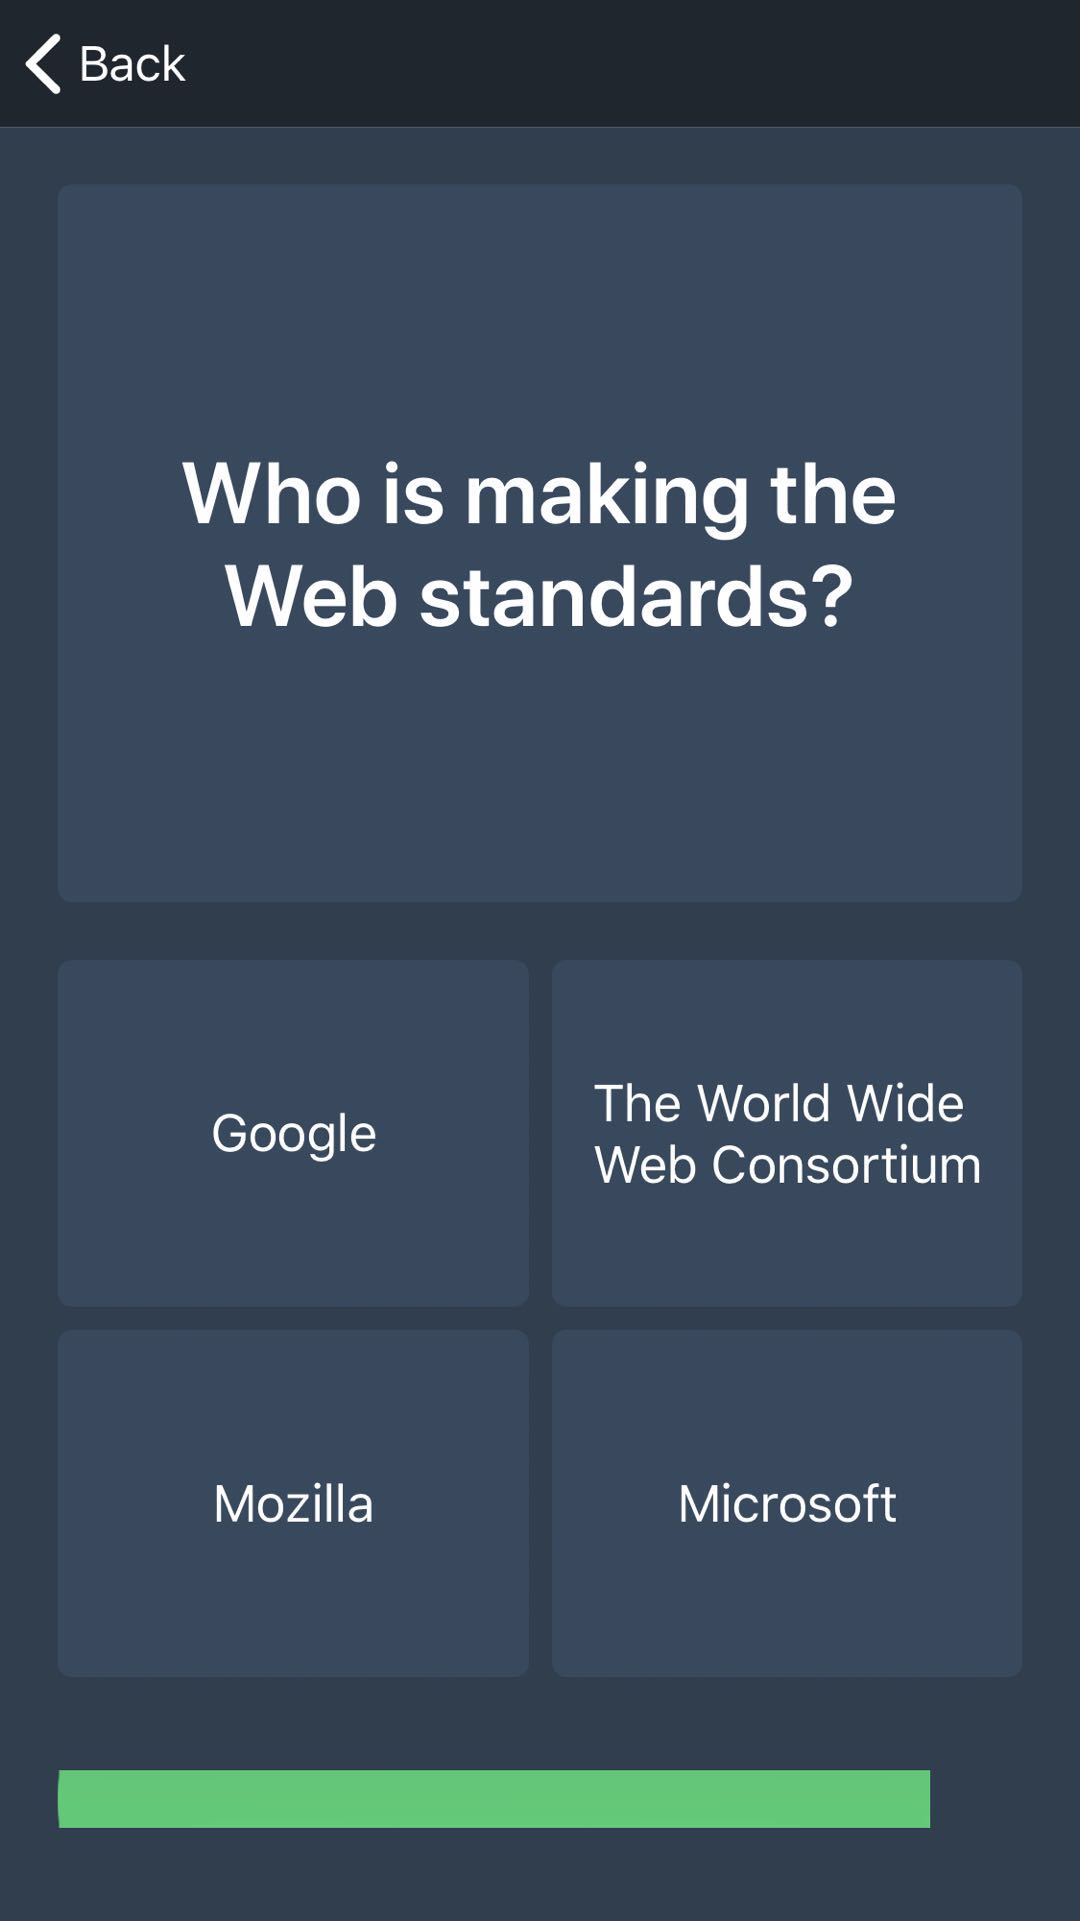 Back
Who is making the
Web standards?
Google
The World Wide
Web Consortium
Mozilla
Microsoft